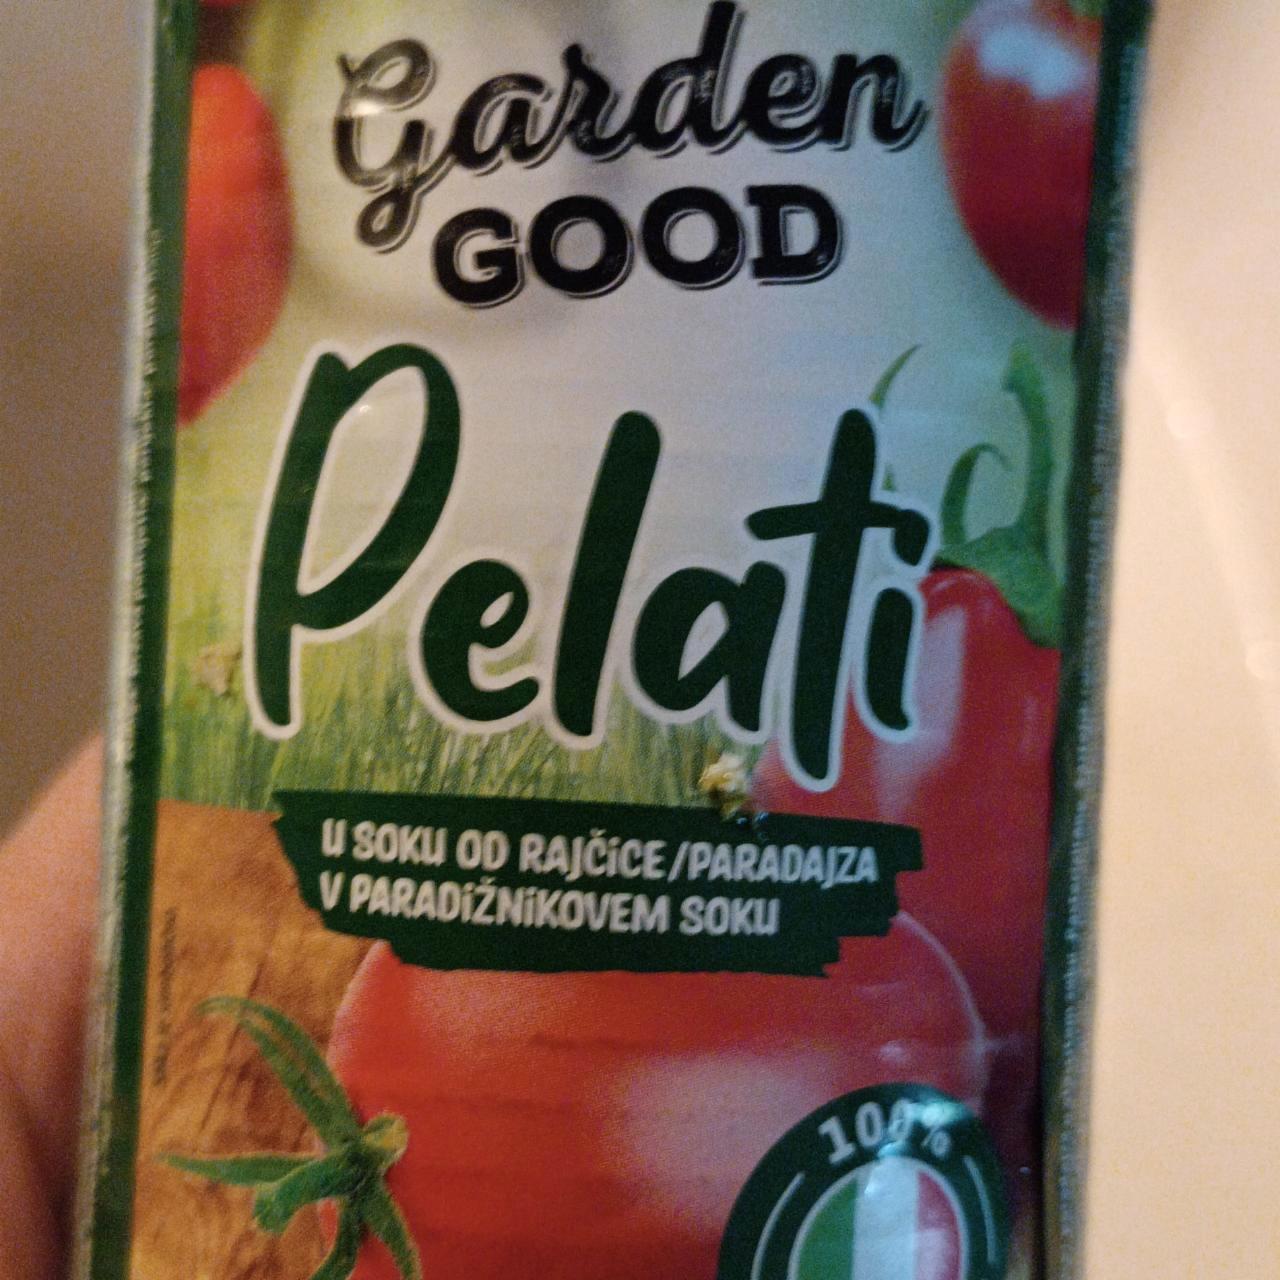 Garden
GOOD
Pelati
U SOKU OD RAJČICE/PARADAJZA
V PARADIŽNIKOVEM SOKU
100%